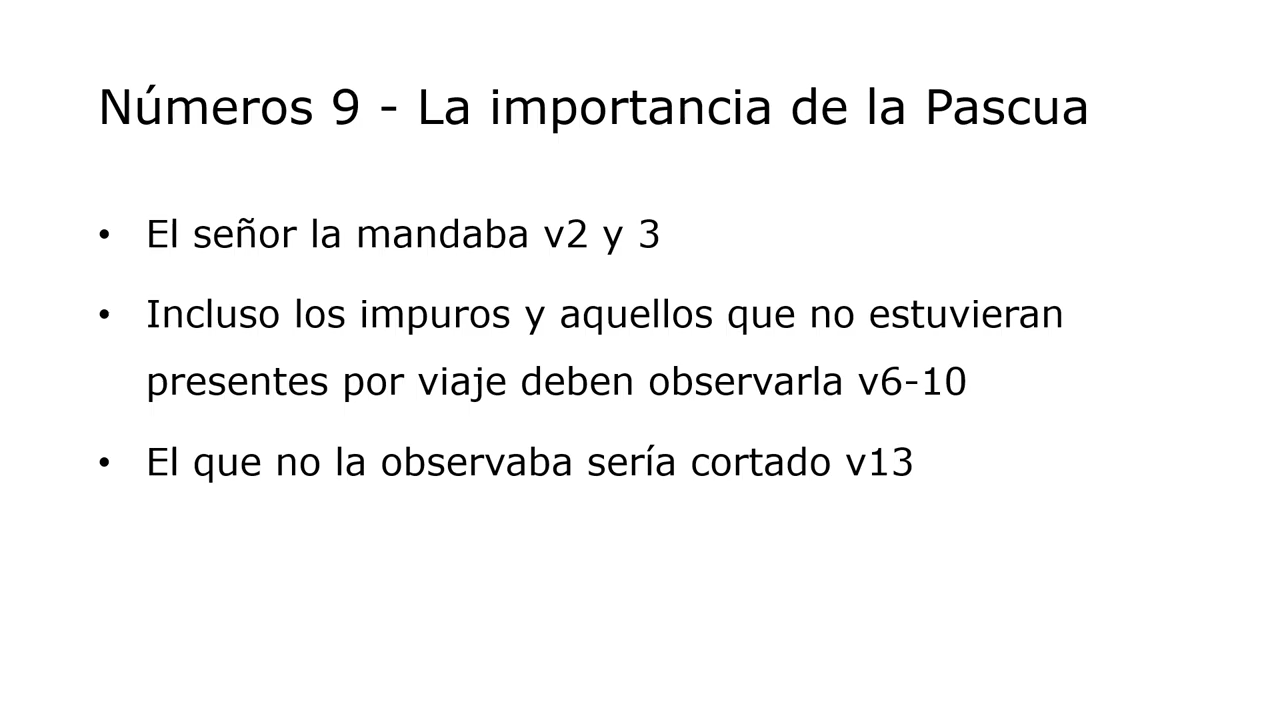 Números 9 - La importancia de la Pascua
• El señor la mandaba v2 y 3
• Incluso los impuros y aquellos que no estuvieran
presentes por viaje deben observarla v6-10
• El que no la observaba sería cortado v13